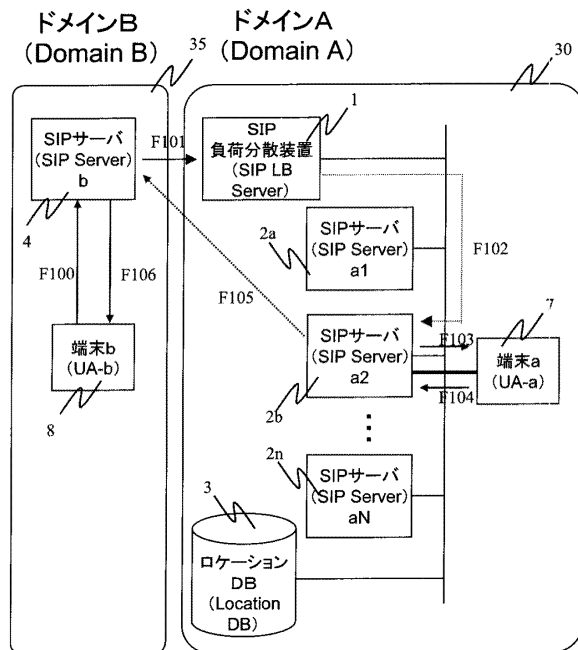 ドメインB
(Domain B)
35
ドメインA
(Domain A)
30
SIPサーバ
(SIP Server)
b
4
F101
SIP
負荷分散装置
(SIP LB
Server)
1
F100
F106
F105
F102
2a
SIPサーバ
(SIP Server)
a1
端末b
(UA-b)
8
SIPサーバ
(SIP Server)
a2
2b
F103
F104
7
端末a
(UA-a)
2n
SIPサーバ
(SIP Server)
aN
3
ロケーション
DB
(Location
DB)